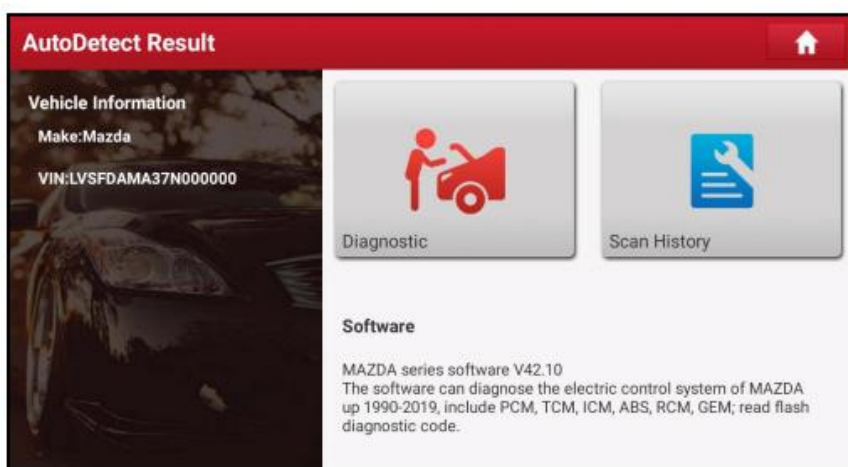 AutoDetect Result
Vehicle Information
Make:Mazda
VIN:LVSFDAMA37N000000
Diagnostic
Scan History
Software
MAZDA series software V42.10
The software can diagnose the electric control system of MAZDA
up 1990-2019, include PCM, TCM, ICM, ABS, RCM, GEM; read flash
diagnostic code.